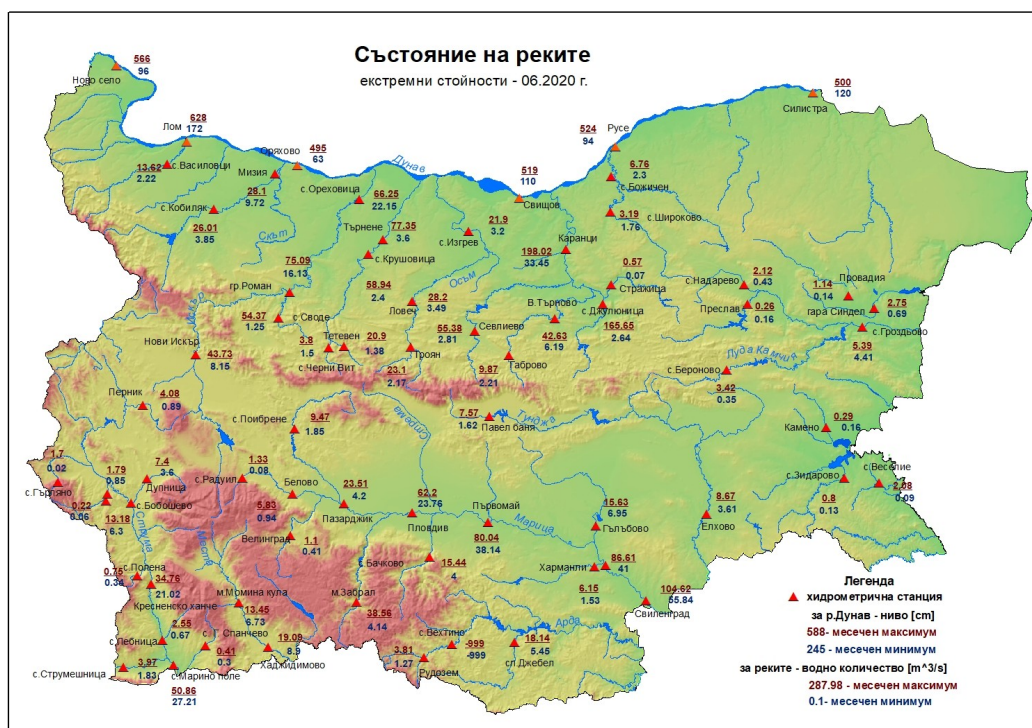 Състояние на реките
екстремни стойности - 06.2020 г.
566
96
Ново село
628
172
Лом
495
63
Оряхово
Дунав
519
110
Свищов
524
94
Русе
500
120
Силистра
13.62
2.22
с.Василовци
Мизия
28.1
9.72
с.Кобиляк
26.01
3.85
Скът
с.Ореховица
66.25
22.15
Търнене
77.35
3.6
с.Крушовица
58.94
2.4
21.9
3.2
с.Изгрев
198.02
33.45
Каранци
6.76
2.3
с.Божичен
3.19
1.76
с.Широково
0.57
0.07
Стражица
2.12
0.43
с.Надарево
0.26
0.16
Преслав
1.14
0.14
Провадия
2.75
0.69
гара Синдел
с.Гроздьово
5.39
4.41
75.09
16.13
гр.Роман
54.37
1.25
с.Своде
Искър
Нови Искър
43.73
8.15
3.8
1.5
с.Черни Вит
Тетевен
20.9
1.38
Осъм
28.2
3.49
Ловеч
23.1
2.17
Троян
55.38
2.81
Севлиево
9.87
2.21
Габрово
В.Търново
42.63
6.19
с.Джулюница
165.65
2.64
Луда Камчия
с.Бероново
3.42
0.35
Перник
4.08
0.89
с.Поибрене
9.47
1.85
Стряма
7.57
1.62
Павел баня
Тунджа
0.29
0.16
Камено
с.Зидарово
0.8
0.13
с.Веселие
2.08
0.09
1.7
0.02
с.Гърляно
1.79
0.85
7.4
3.6
Дупница
0.22
0.06
с.Бобошево
13.18
6.3
с.Радуил
1.33
0.08
Белово
5.83
0.94
23.51
4.2
Пазарджик
62.2
23.76
Пловдив
Първомай
80.04
38.14
Марица
15.63
6.95
Гълъбово
8.67
3.61
Елхово
Велинград
1.1
0.41
с.Бачково
15.44
4
Харманли
6.15
1.53
86.61
41
104.62
55.84
Свиленград
Струма
Места
0.75
0.34
с.Полена
34.76
21.02
Кресненско ханче
м.Момина кула
13.45
6.73
м.Забрал
38.56
4.14
2.55
0.67
с.Лебница
с. Г. Спанчево
0.41
0.3
19.09
8.9
Хаджидимово
3.97
1.83
с.Струмешница
с.Марино поле
50.86
27.21
с.Вехтино
-999
-999
3.81
1.27
Рудозем
Арда
18.14
5.45
сп.Джебел
Легенда
хидрометрична станция
за р.Дунав - ниво [cm]
588- месечен максимум
245 - месечен минимум
за реките - водно количество [m^3/s]
287.98 - месечен максимум
0.1- месечен минимум